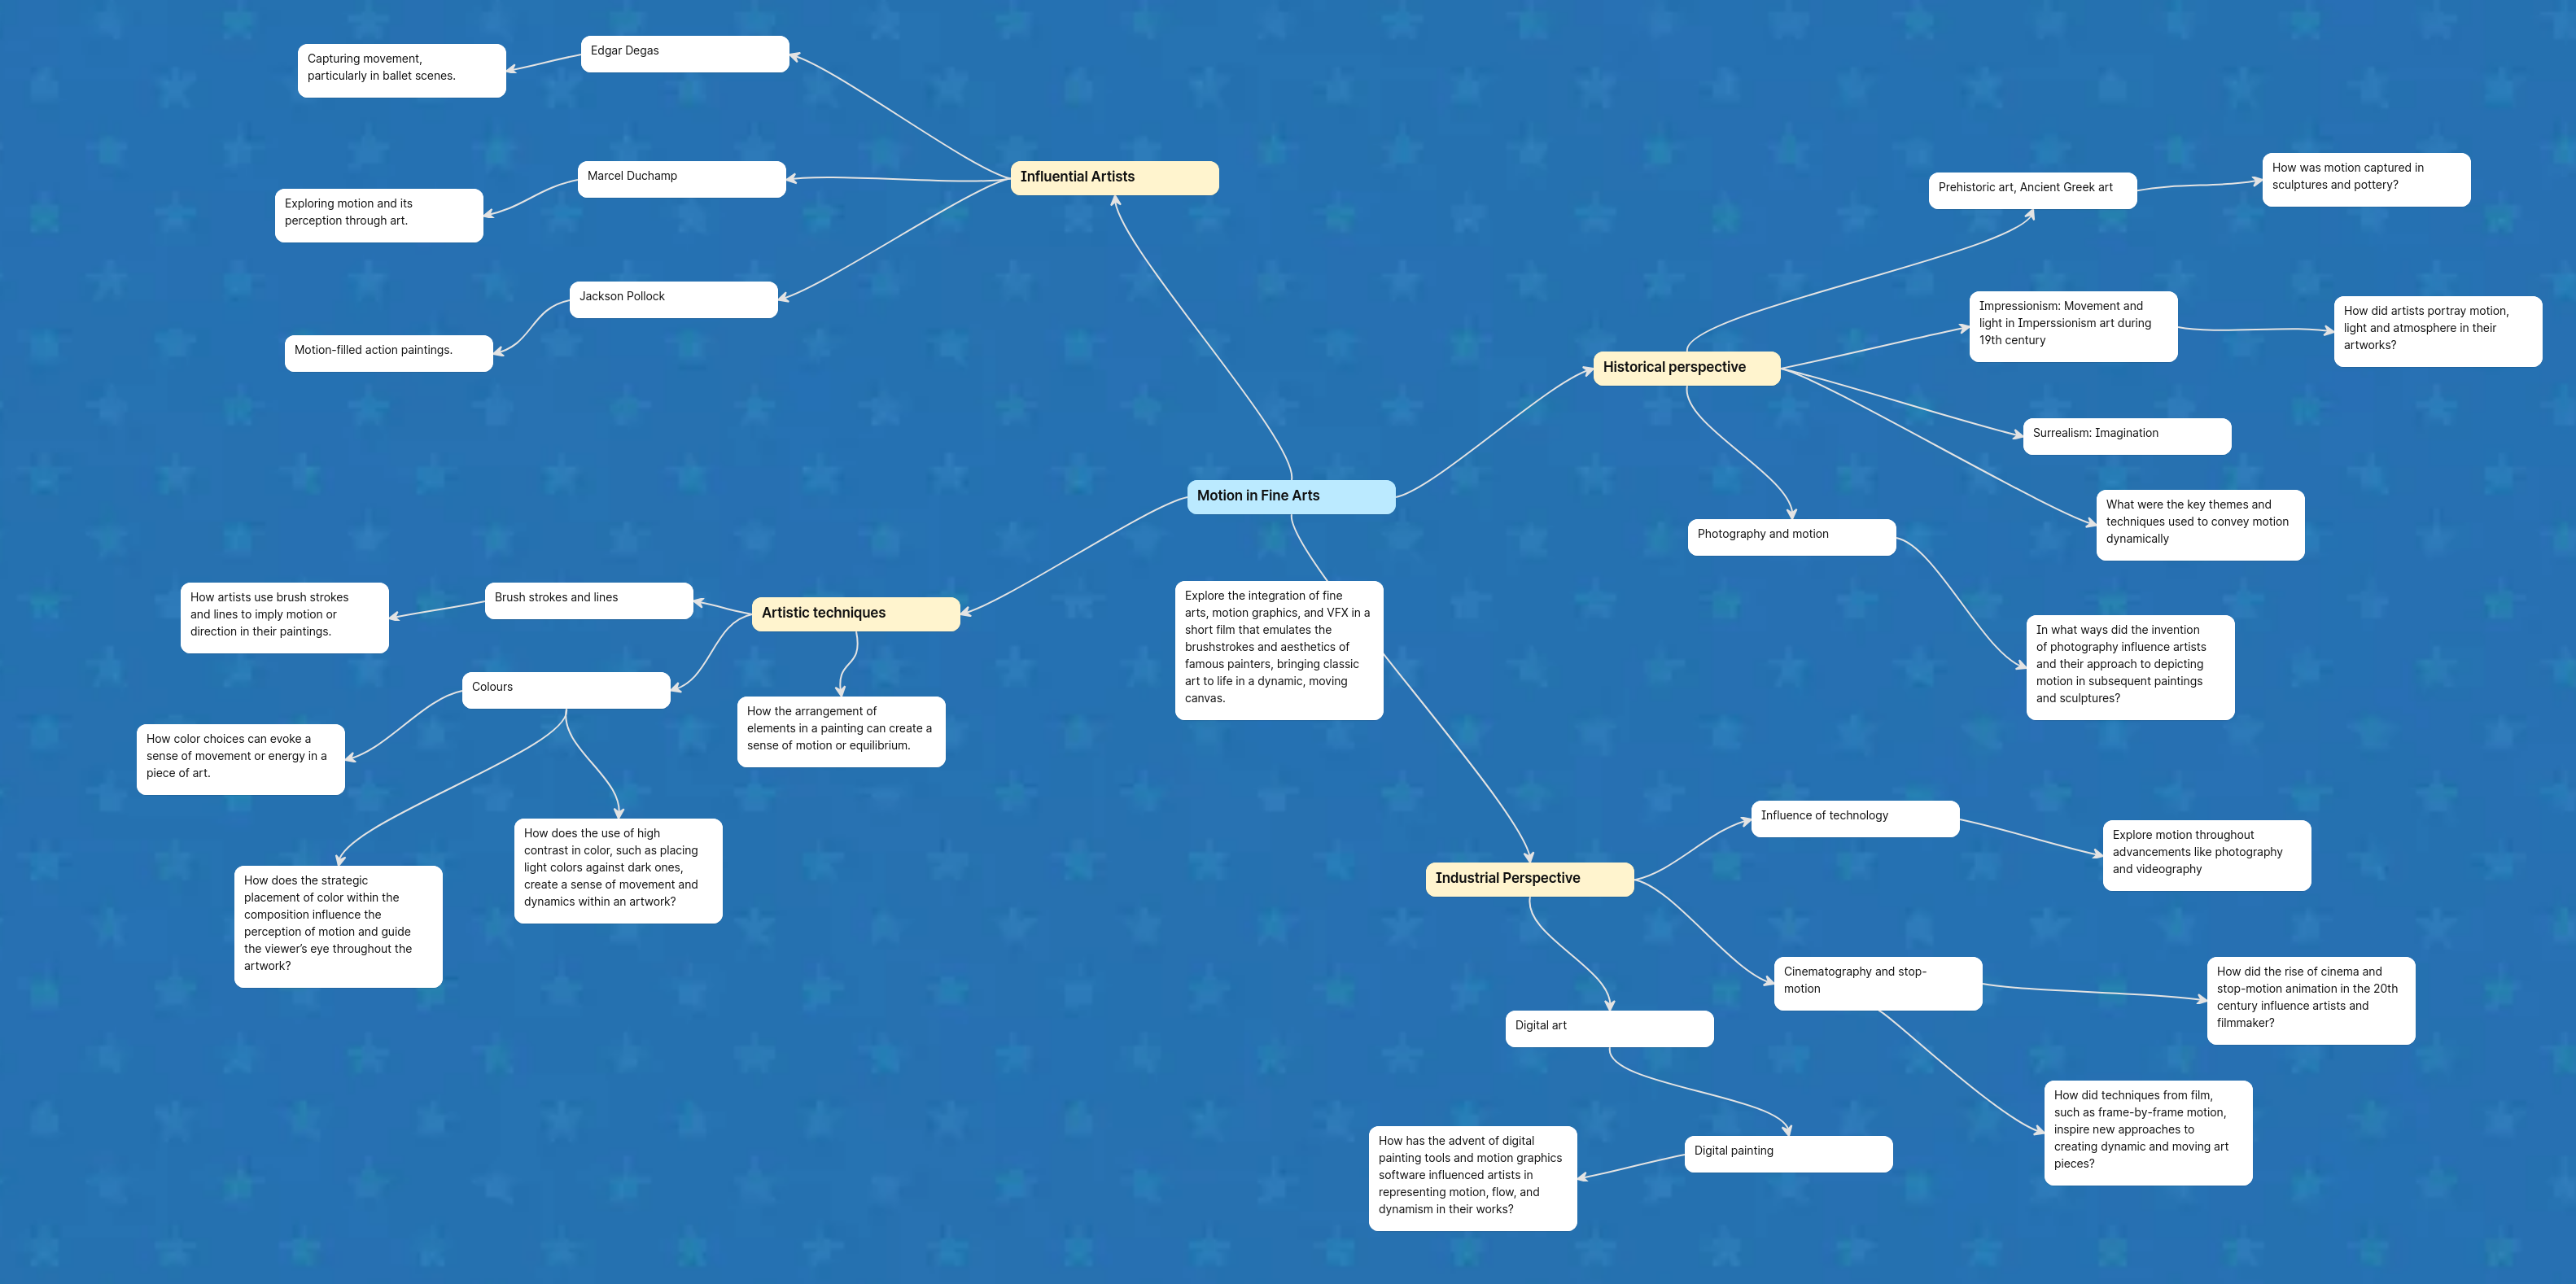 Motion in Fine Arts
Explore the integration of fine
arts, motion graphics, and VFX in a
short film that emulates the
brushstrokes and aesthetics of
famous painters, bringing classic
art to life in a dynamic, moving
canvas.
Influential Artists
Edgar Degas
Capturing movement,
particularly in ballet scenes.
Marcel Duchamp
Exploring motion and its
perception through art.
Jackson Pollock
Motion-filled action paintings.
Historical perspective
Prehistoric art, Ancient Greek art
How was motion captured in
sculptures and pottery?
Impressionism: Movement and
light in Imperssionism art during
19th century
How did artists portray motion,
light and atmosphere in their
artworks?
Surrealism: Imagination
What were the key themes and
techniques used to convey motion
dynamically
Photography and motion
In what ways did the invention
of photography influence artists
and their approach to depicting
motion in subsequent paintings
and sculptures?
Artistic techniques
Brush strokes and lines
How artists use brush strokes
and lines to imply motion or
direction in their paintings.
Colours
How color choices can evoke a
sense of movement or energy in a
piece of art.
How does the strategic
placement of color within the
composition influence the
perception of motion and guide
the viewer’s eye throughout the
artwork?
How does the use of high
contrast in color, such as placing
light colors against dark ones,
create a sense of movement and
dynamics within an artwork?
How the arrangement of
elements in a painting can create a
sense of motion or equilibrium.
Industrial Perspective
Influence of technology
Explore motion throughout
advancements like photography
and videography
Cinematography and stop-
motion
How did the rise of cinema and
stop-motion animation in the 20th
century influence artists and
filmmaker?
How did techniques from film,
such as frame-by-frame motion,
inspire new approaches to
creating dynamic and moving art
pieces?
Digital art
Digital painting
How has the advent of digital
painting tools and motion graphics
software influenced artists in
representing motion, flow, and
dynamism in their works?